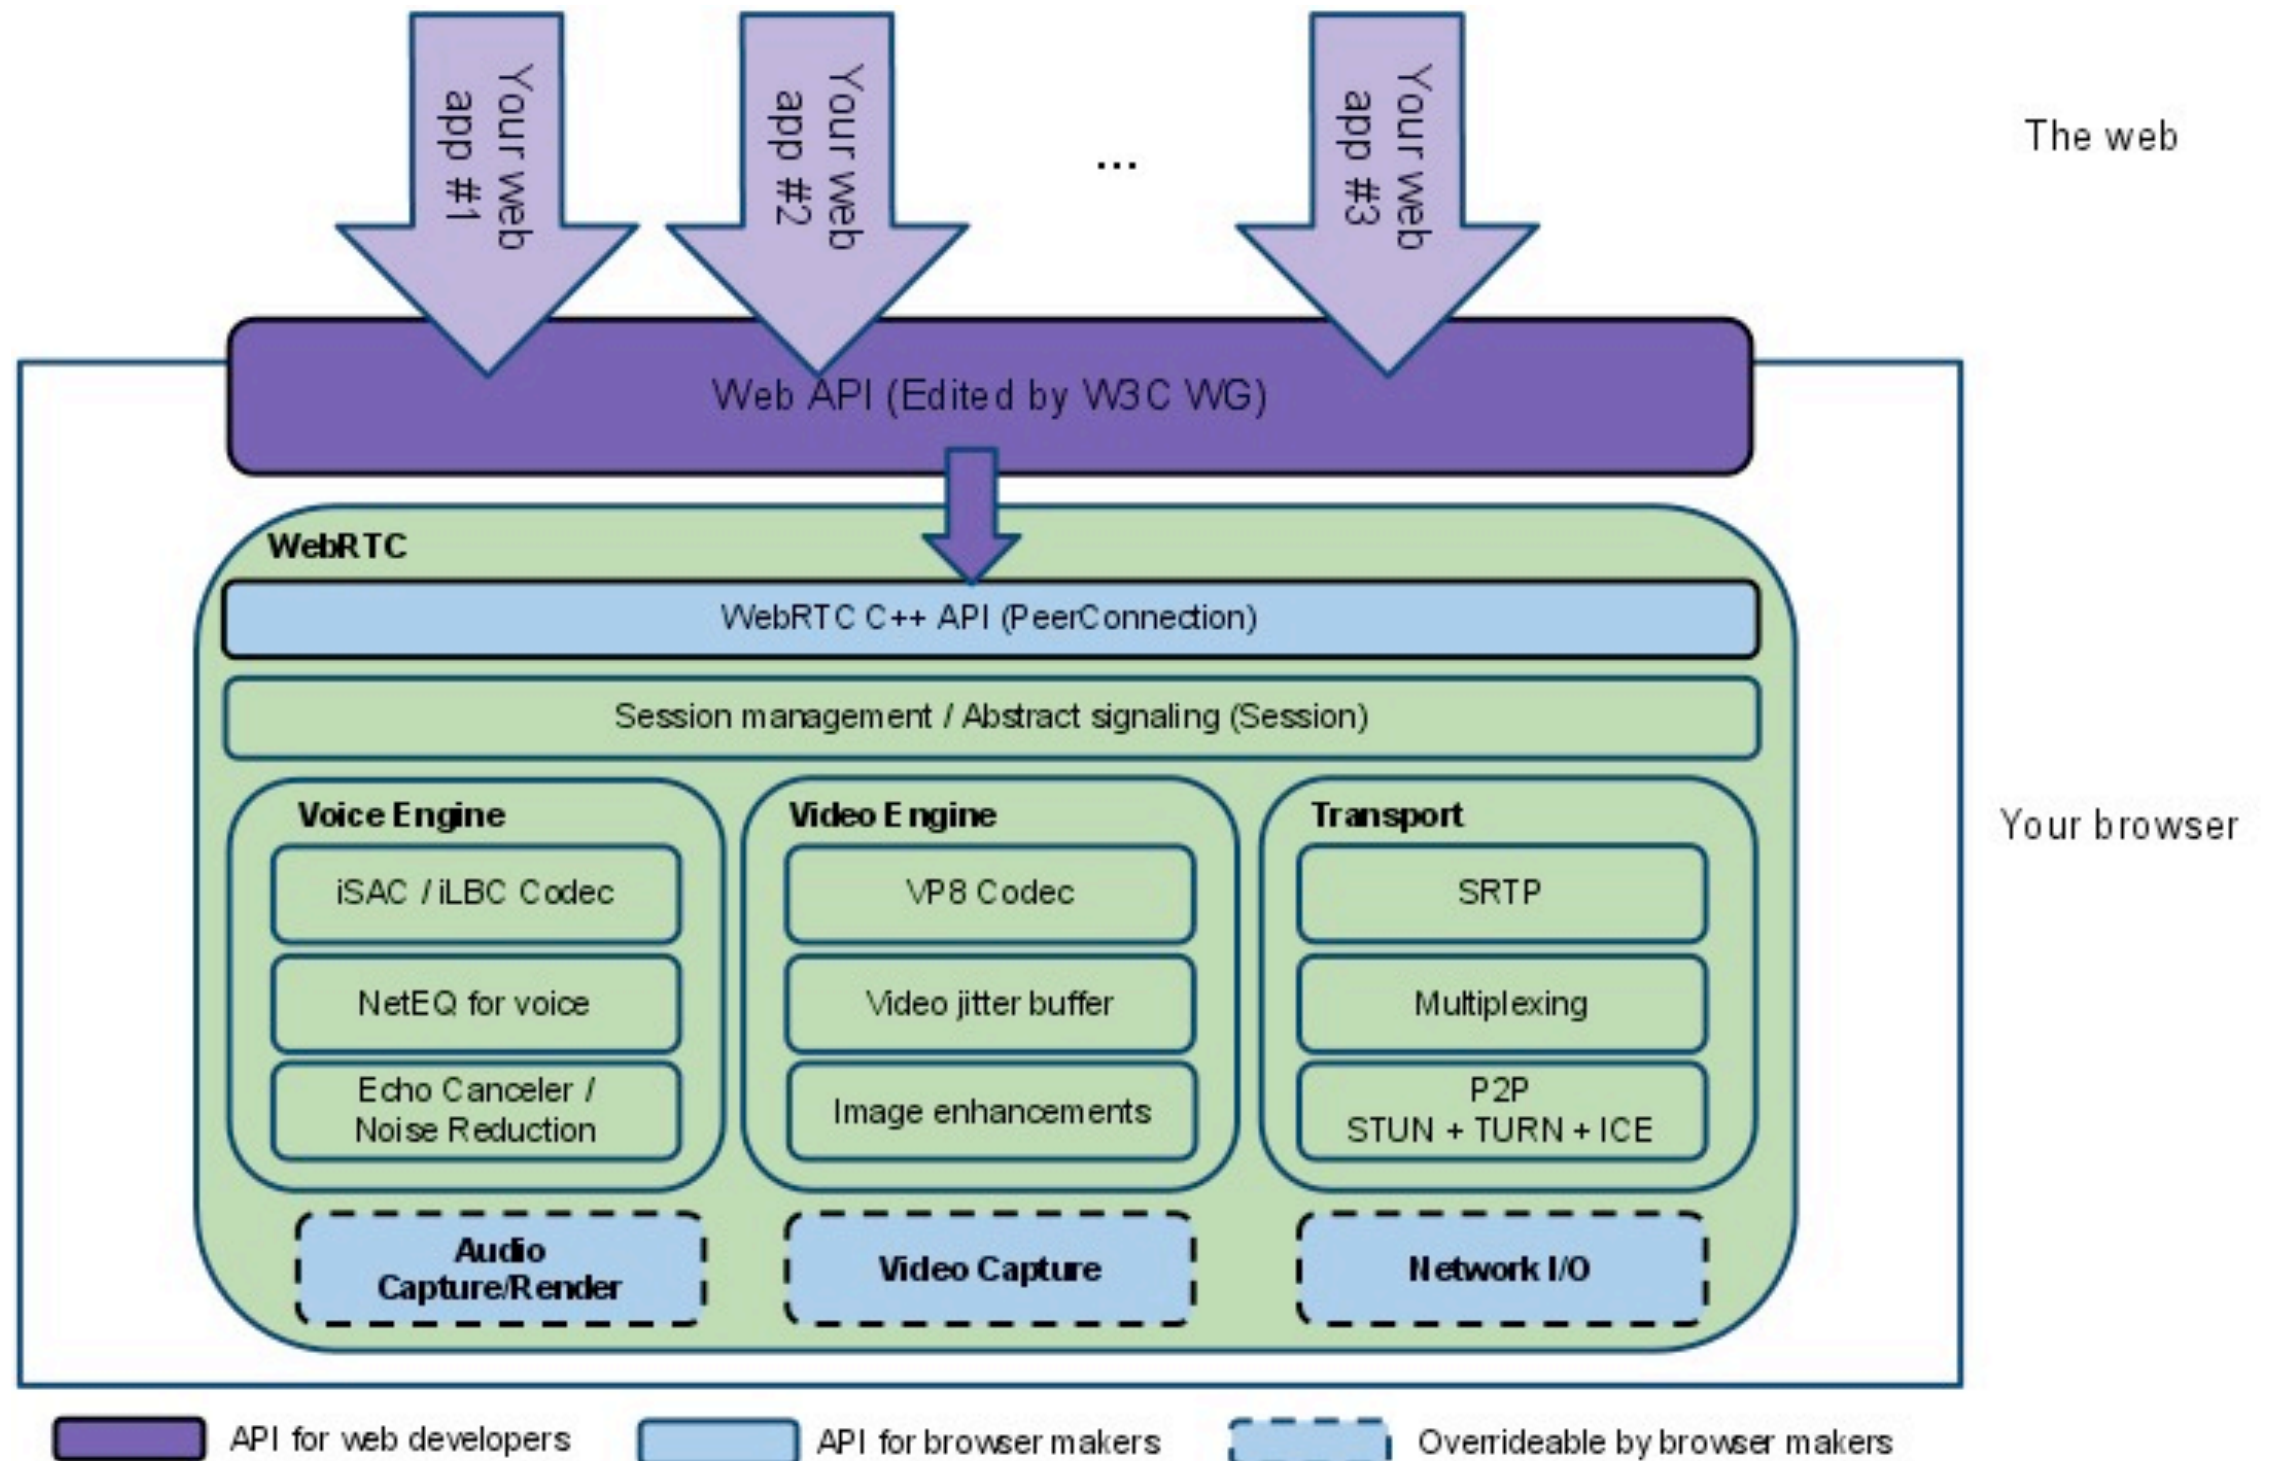 Your web
app #1
Your web
app #2
...
Your web
app #3
The web
Web API (Edited by W3C WG)
WebRTC
WebRTC C++ API (PeerConnection)
Session management / Abstract signaling (Session)
Voice Engine
iSAC / iLBC Codec
NetEQ for voice
Echo Canceler /
Noise Reduction
Video Engine
VP8 Codec
Video jitter buffer
Image enhancements
Transport
SRTP
Multiplexing
P2P
STUN + TURN + ICE
Your browser
Audio
Capture/Render
Video Capture
Network I/O
API for web developers
API for browser makers
Overrideable by browser makers